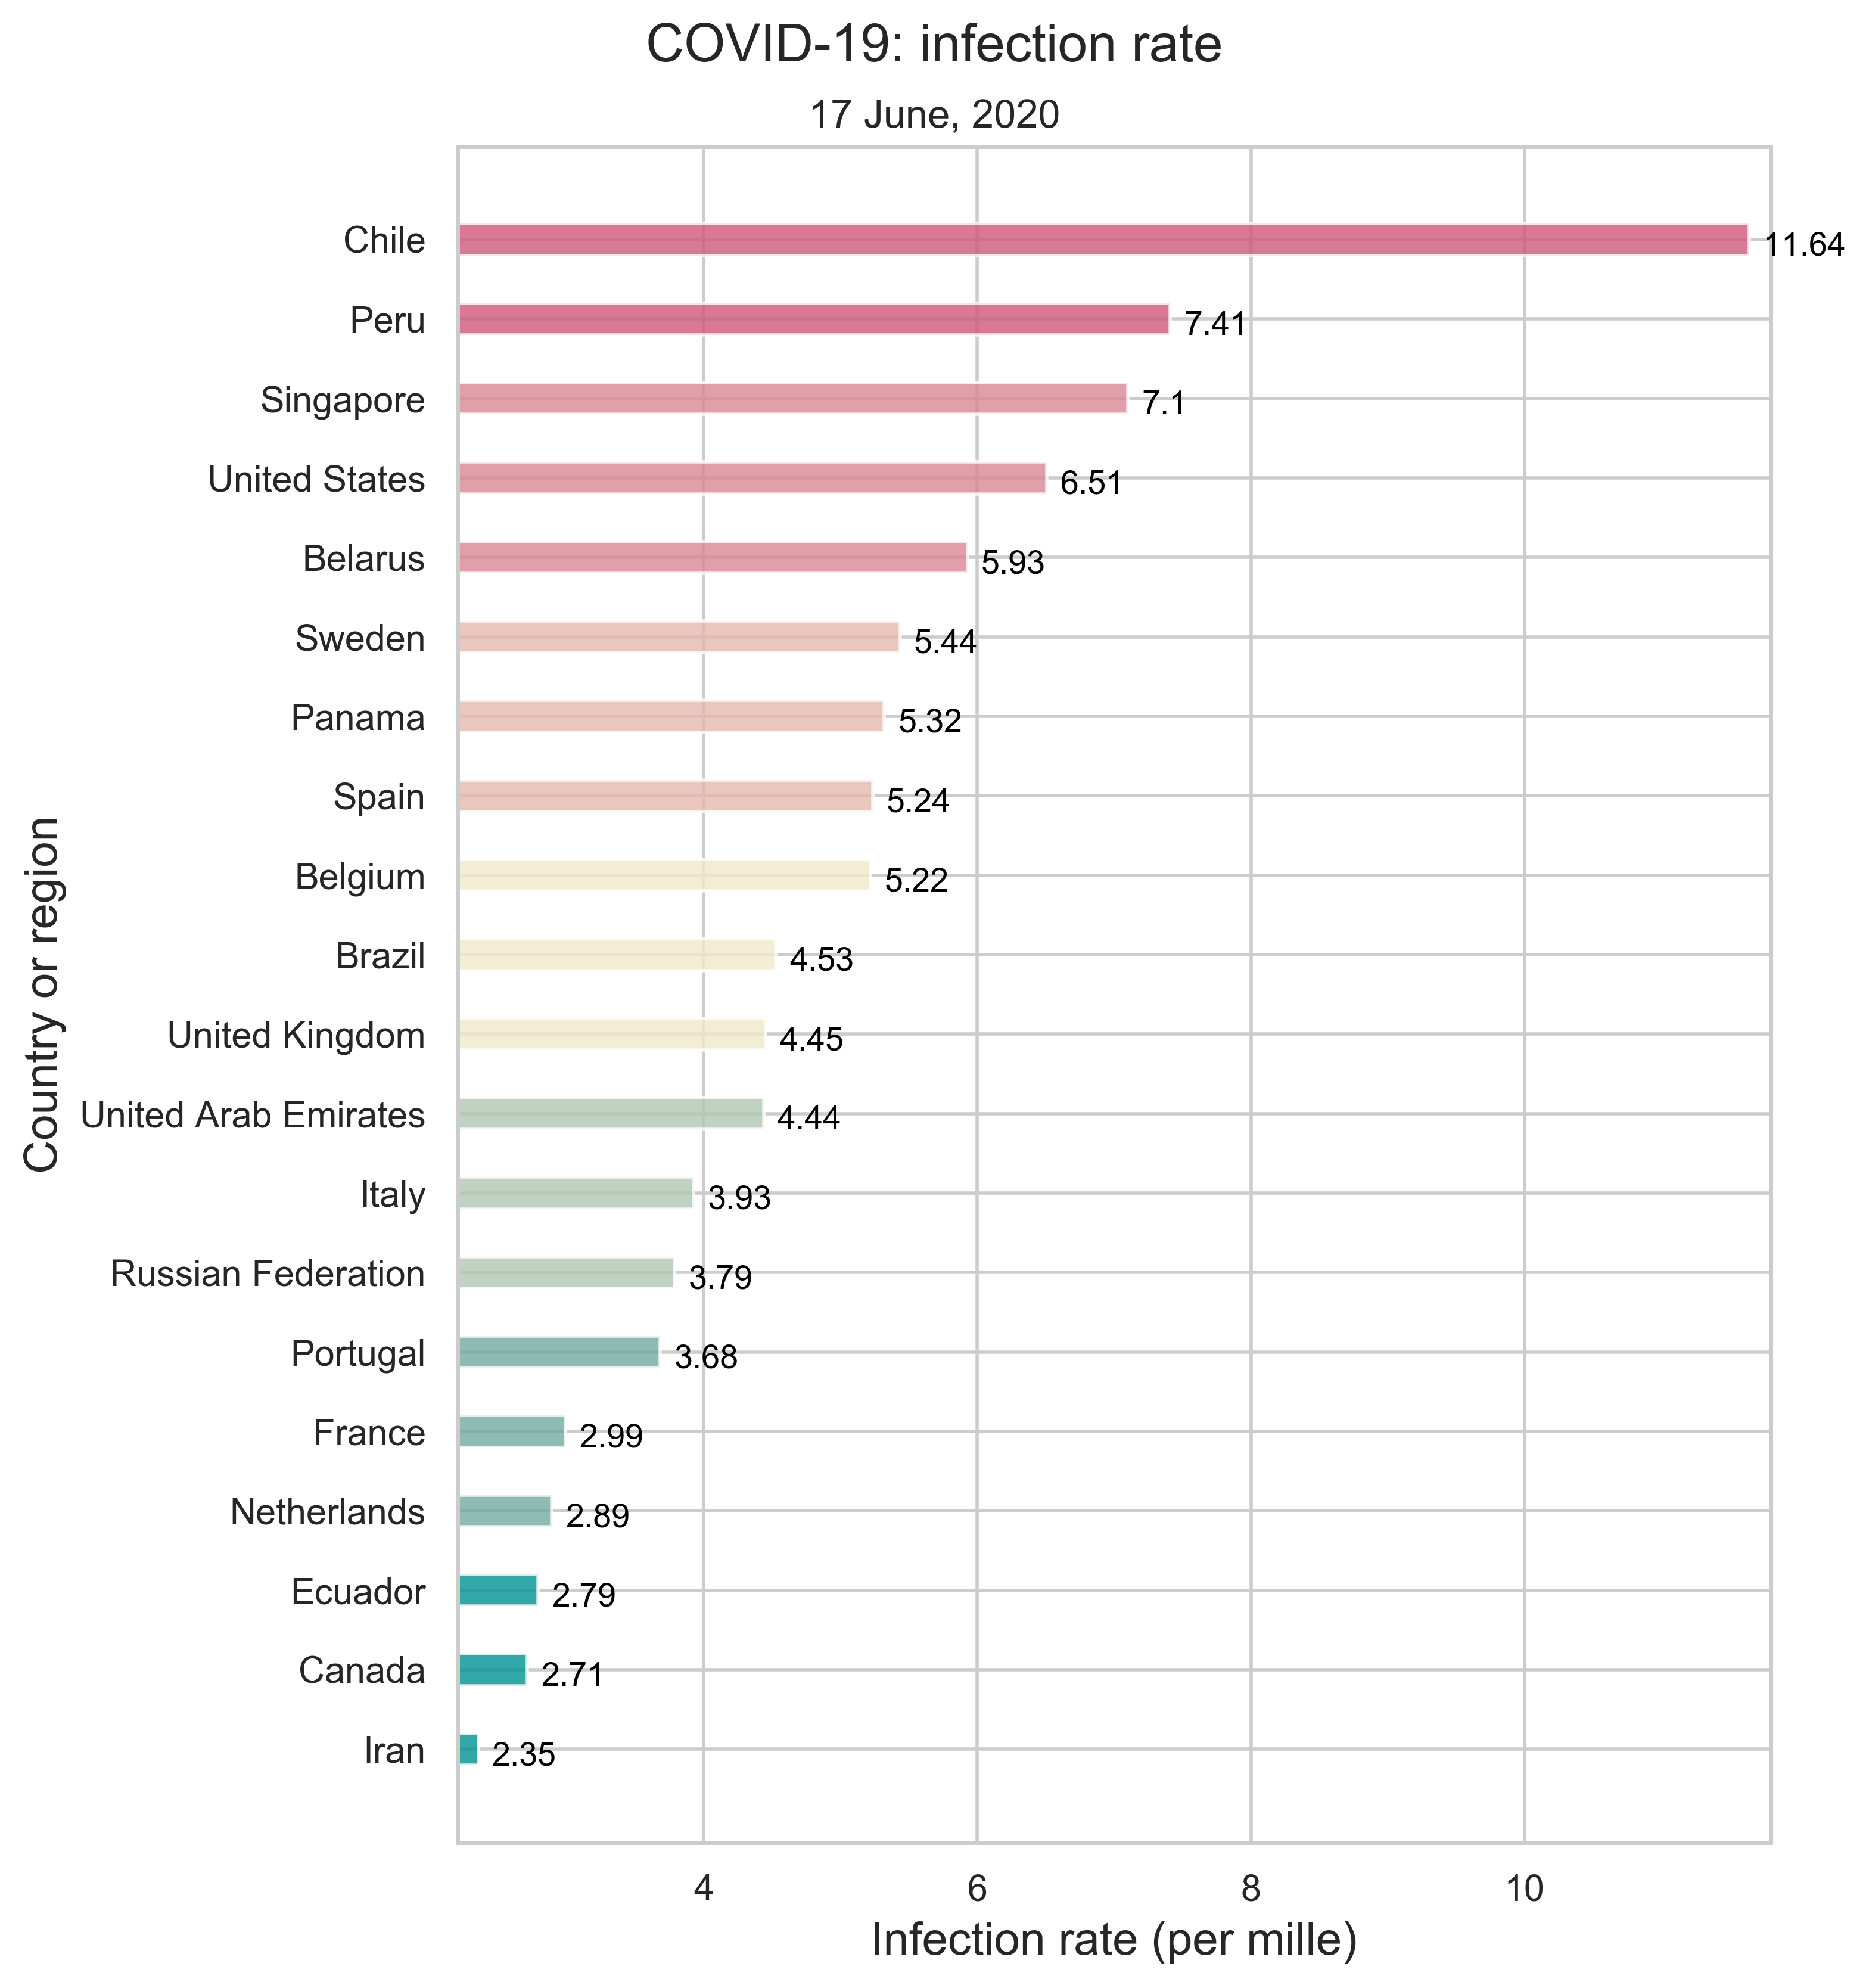 COVID-19: infection rate
17 June, 2020
Country or region
Chile 11.64
Peru 7.41
Singapore 7.1
United States 6.51
Belarus 5.93
Sweden 5.44
Panama 5.32
Spain 5.24
Belgium 5.22
Brazil 4.53
United Kingdom 4.45
United Arab Emirates 4.44
Italy 3.93
Russian Federation 3.79
Portugal 3.68
France 2.99
Netherlands 2.89
Ecuador 2.79
Canada 2.71
Iran 2.35
4 6 8 10
Infection rate (per mille)